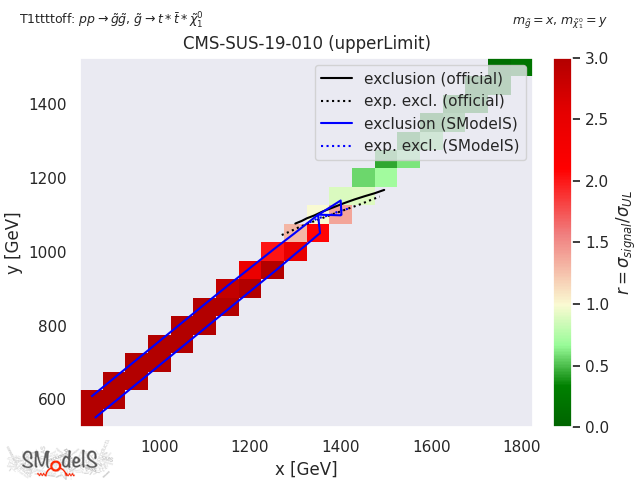 T1ttttoff: pp → g̃g̃, g̃ → t * t̄ * χ̃₁⁰
m_g̃ = x, m_χ̃₁⁰ = y
CMS-SUS-19-010 (upperLimit)
exclusion (official)
exp. excl. (official)
exclusion (SModelS)
exp. excl. (SModelS)
1400
1200
1000
800
600
y [GeV]
1000
1200
1400
1600
1800
x [GeV]
3.0
2.5
2.0
1.5
1.0
0.5
0.0
r = σ_signal/σ_UL
SModelS